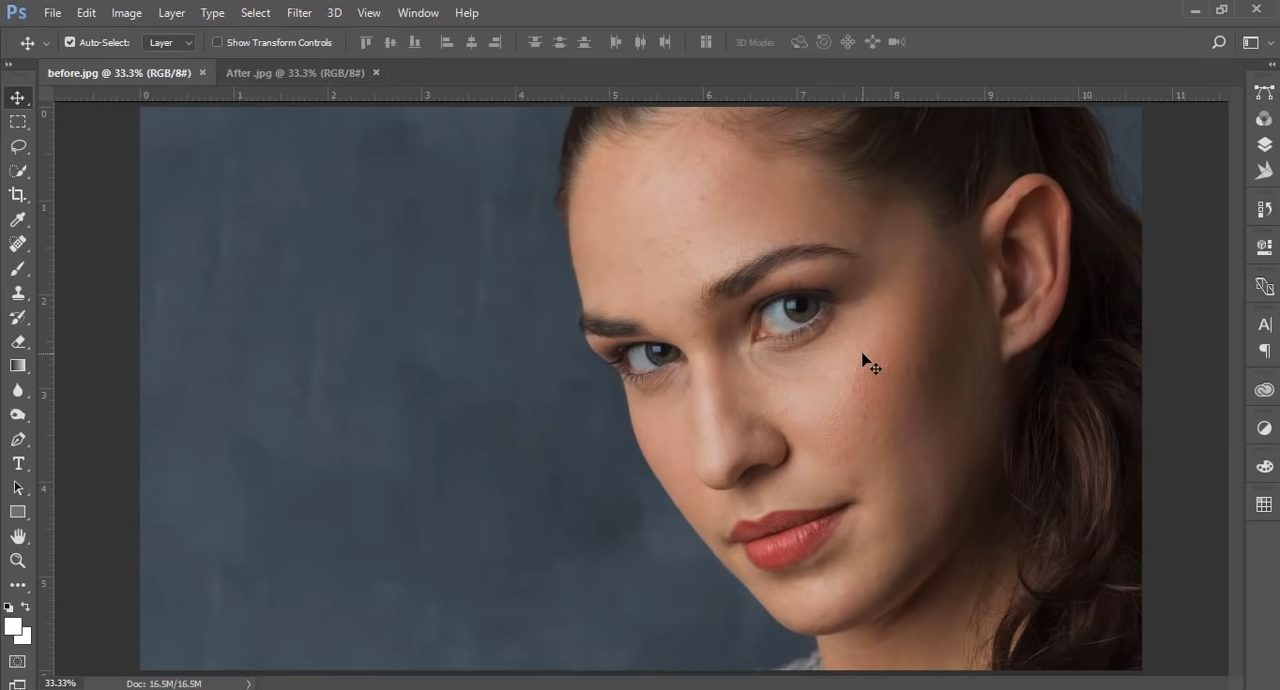 Ps File Edit Image Layer Type Select Filter 3D View Window Help
Auto-Select: Layer Show Transform Controls 3D Mode:
before.jpg @ 33.3% (RGB/8#) × After .jpg @ 33.3% (RGB/8#) ×
0 1 2 3 4 5 6 7 8 9 10 11
0
1
2
3
4
5
T
A
33.33% Doc: 16.5M/16.5M